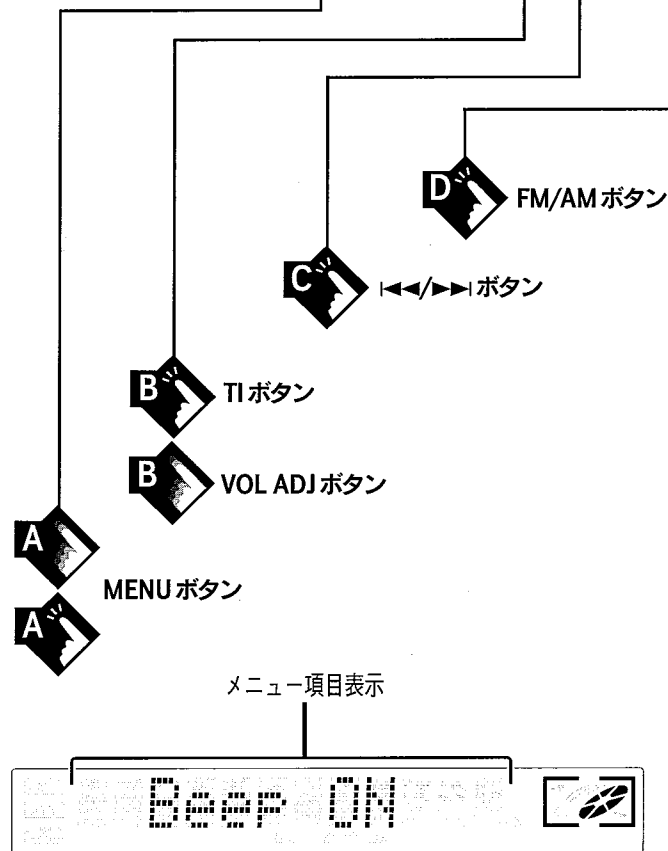 D
FM/AMボタン
C
|◀◀/▶▶|ボタン
B
TIボタン
B
VOL ADJボタン
A
MENUボタン
A
メニュー項目表示
Beep ON